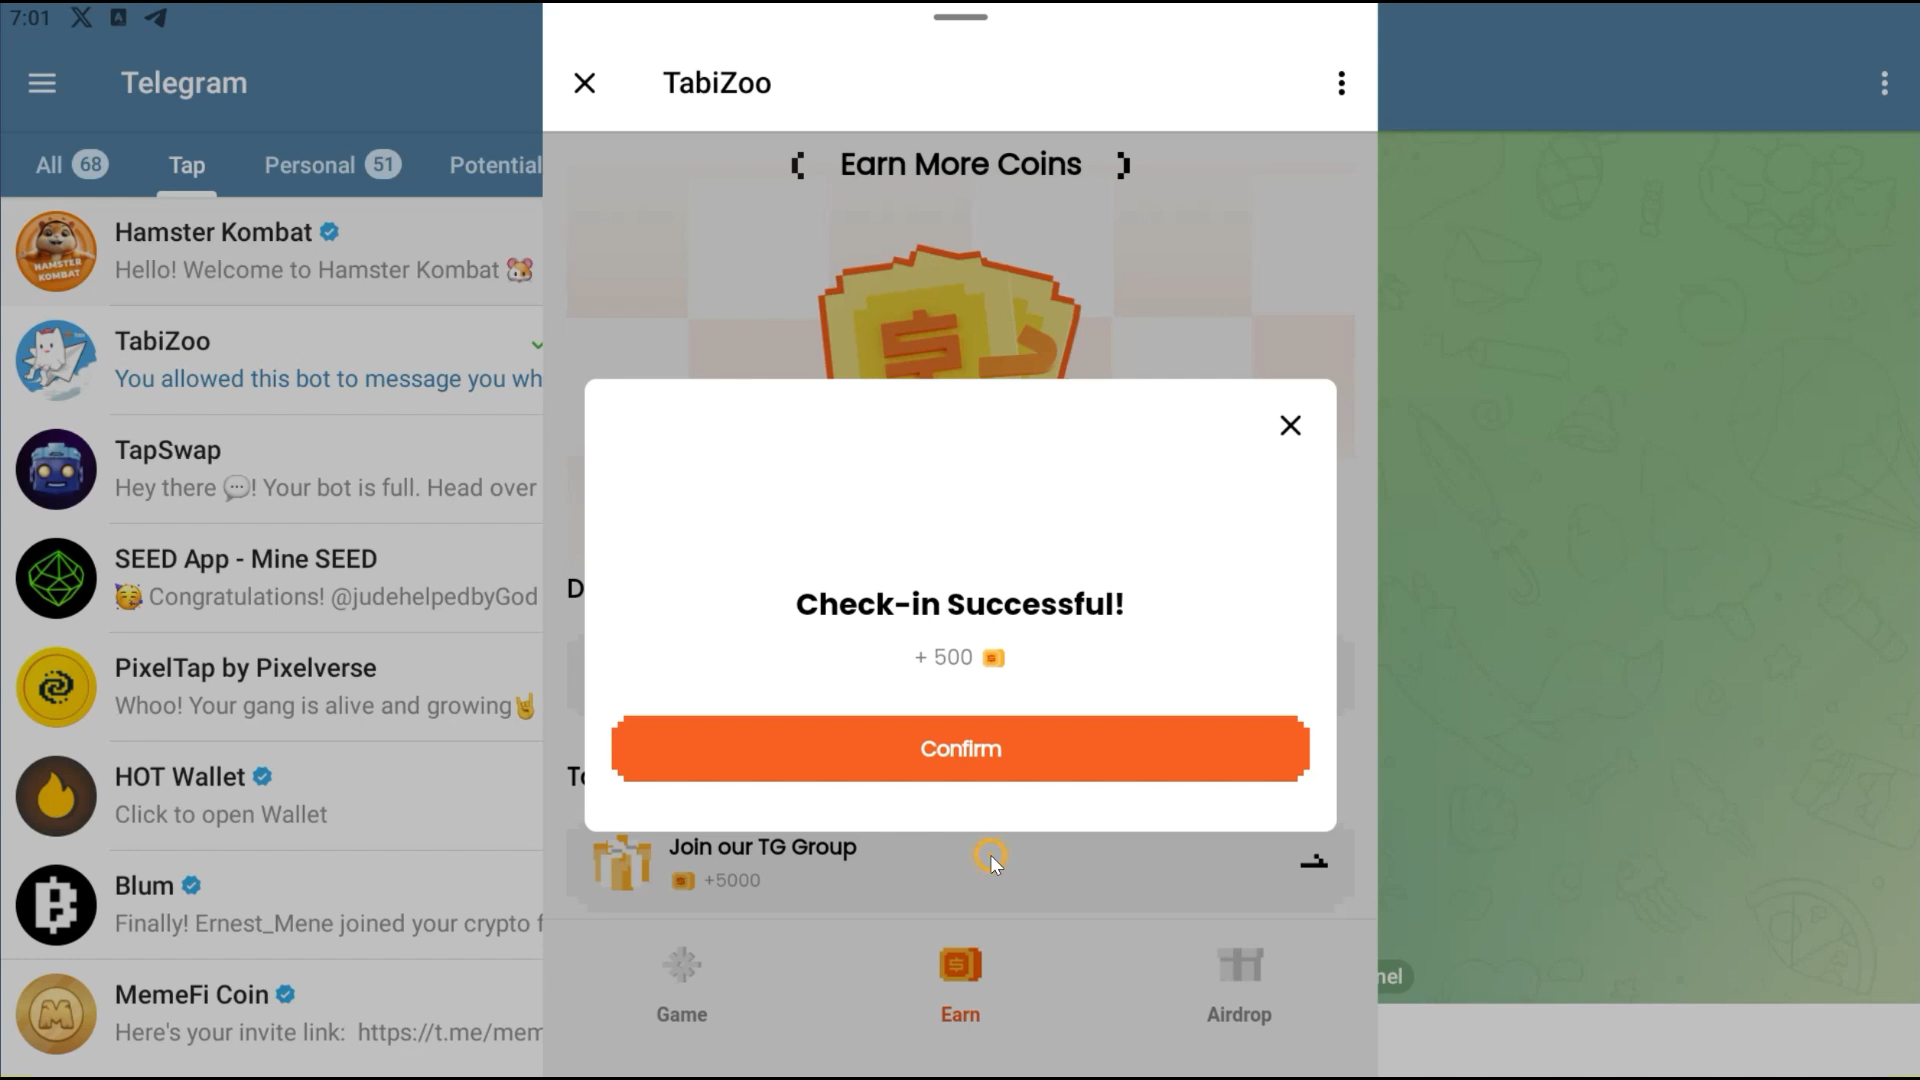 7:01
Telegram
TabiZoo
All 68 Tap Personal 51 Potential
Earn More Coins
Hamster Kombat
Hello! Welcome to Hamster Kombat 🐹
HAMSTER
KOMBAT
TabiZoo
You allowed this bot to message you wh
TapSwap
Hey there 💬! Your bot is full. Head over
SEED App - Mine SEED
🥳 Congratulations! @judehelpedbyGod
PixelTap by Pixelverse
Whoo! Your gang is alive and growing🤘
HOT Wallet
Click to open Wallet
Blum
Finally! Ernest_Mene joined your crypto f
MemeFi Coin
Here's your invite link: https://t.me/mem
D
Check-in Successful!
+ 500
Confirm
Join our TG Group
+5000
Game
Earn
Airdrop
nel